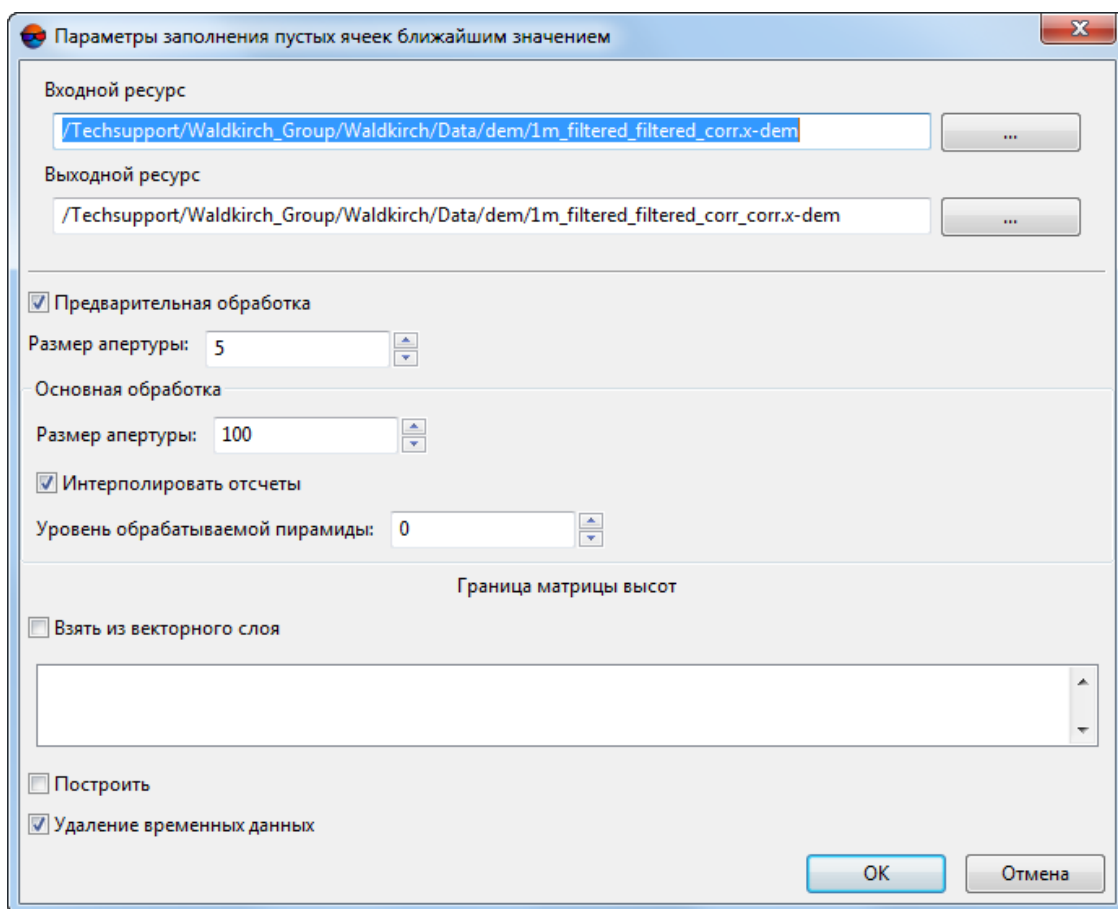 Параметры заполнения пустых ячеек ближайшим значением
Входной ресурс
/Techsupport/Waldkirch_Group/Waldkirch/Data/dem/1m_filtered_filtered_corr.x-dem
...
Выходной ресурс
/Techsupport/Waldkirch_Group/Waldkirch/Data/dem/1m_filtered_filtered_corr_corr.x-dem
...
Предварительная обработка
Размер апертуры: 5
Основная обработка
Размер апертуры: 100
Интерполировать отсчеты
Уровень обрабатываемой пирамиды: 0
Граница матрицы высот
Взять из векторного слоя
Построить
Удаление временных данных
OK Отмена